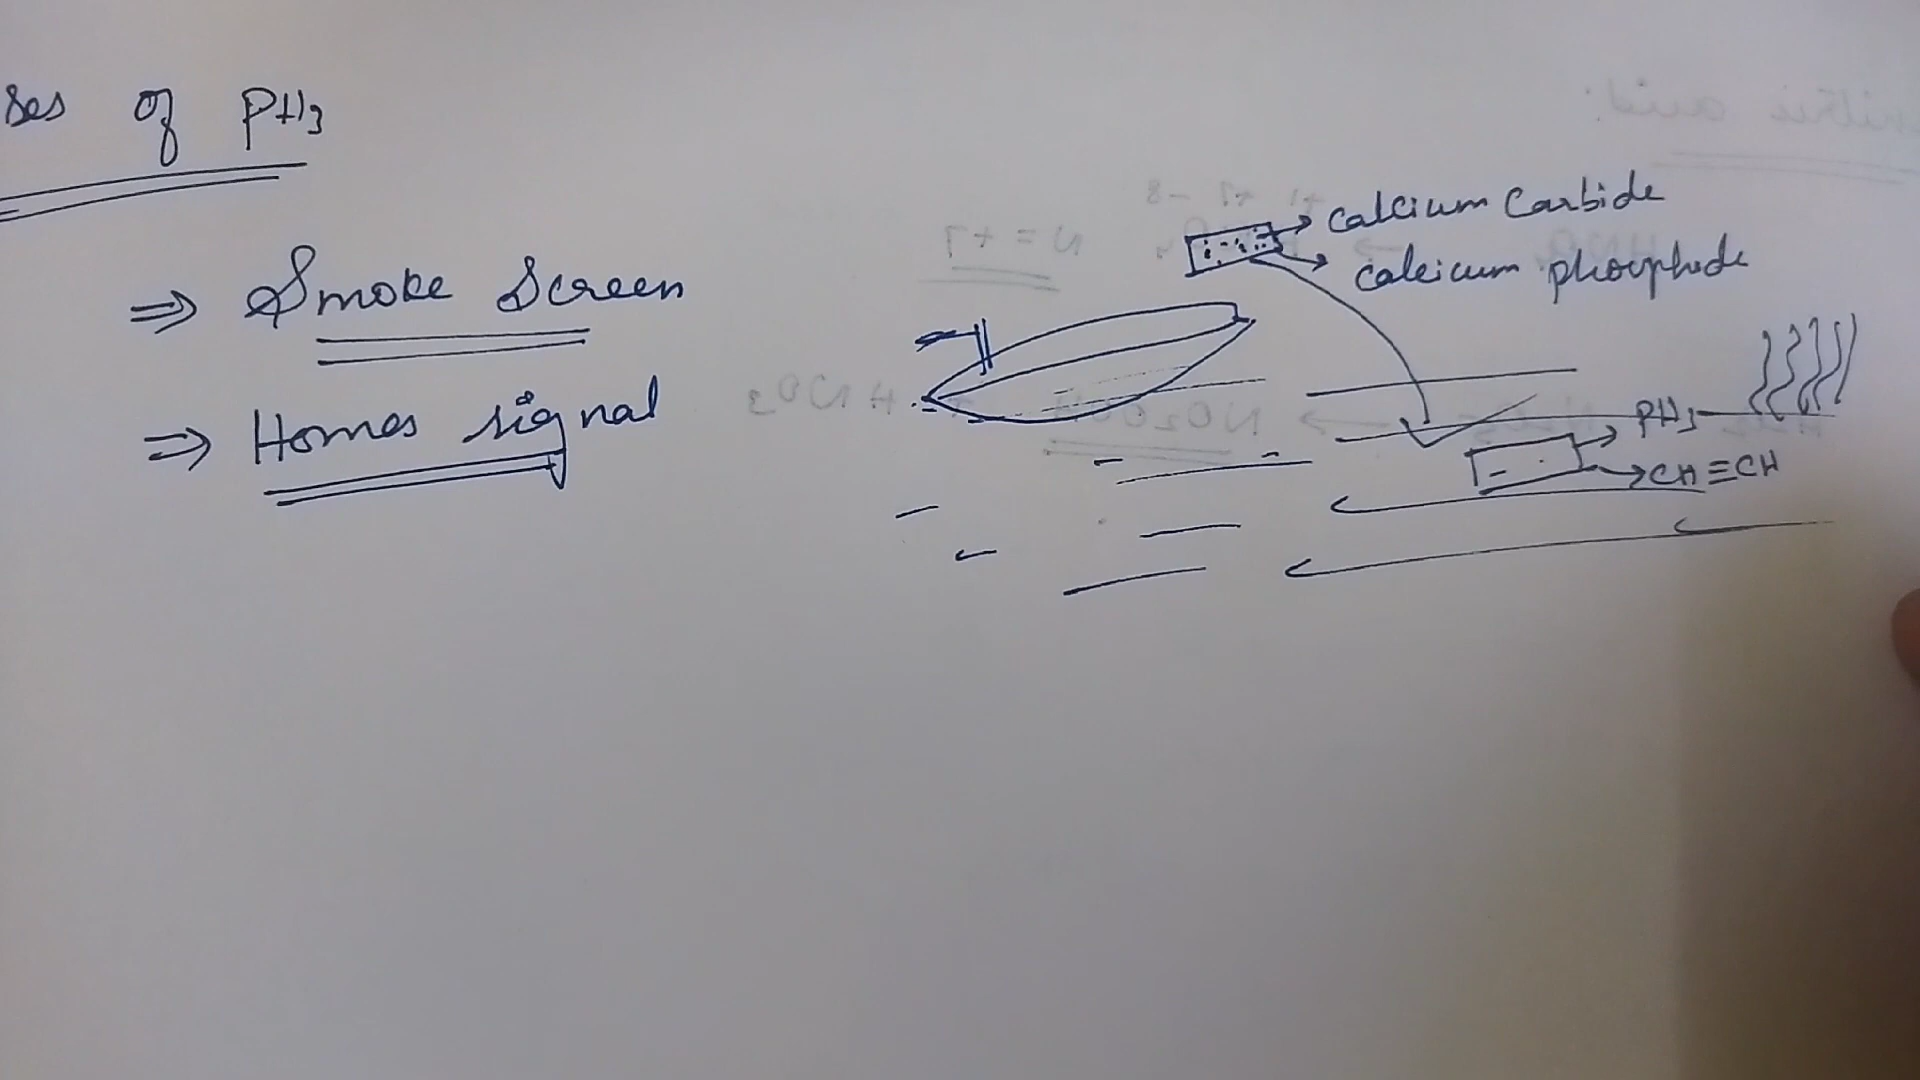 ses of PH3
⇒ Smoke Screen
⇒ Homes signal
→ calcium Carbide
→ calcium phosphide
→ PH3
→ CH≡CH